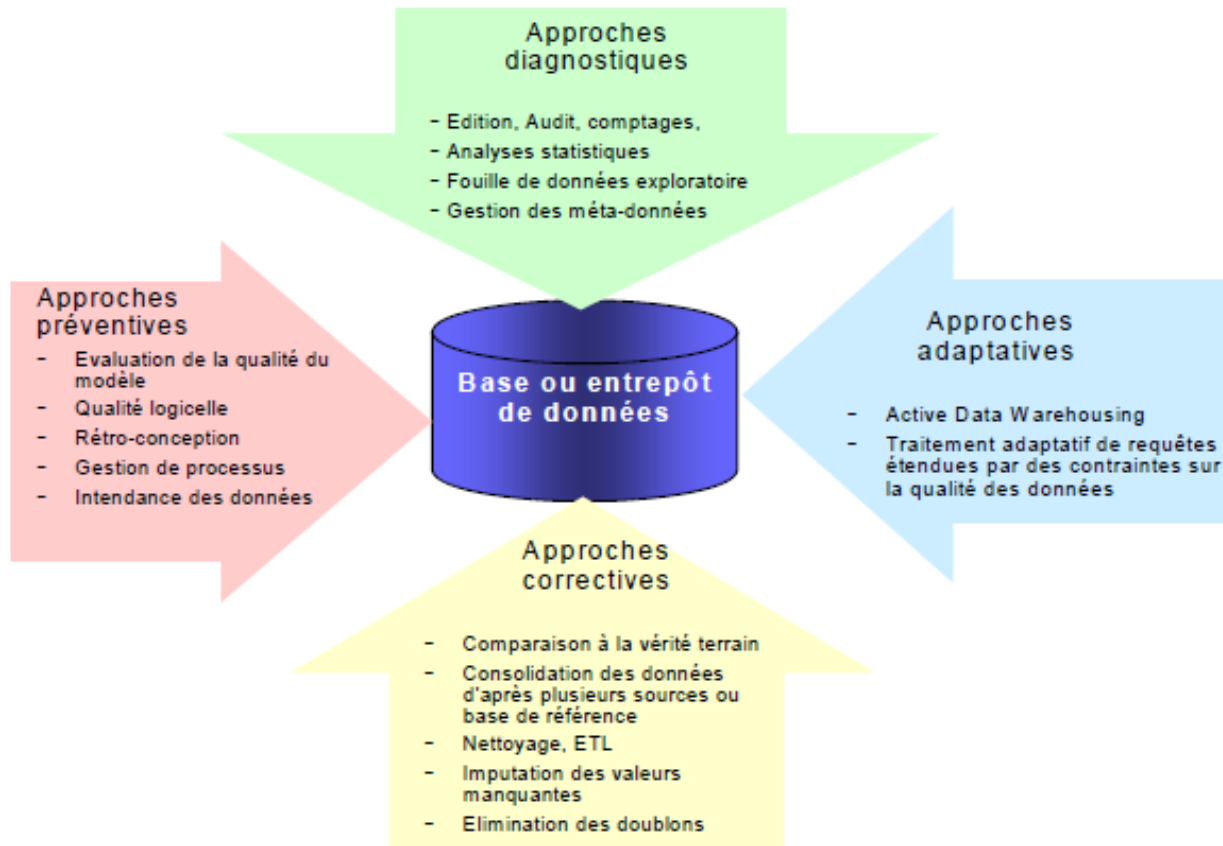 Approches
diagnostiques
- Edition, Audit, comptages,
- Analyses statistiques
- Fouille de données exploratoire
- Gestion des méta-données
Approches
préventives
- Evaluation de la qualité du
modèle
- Qualité logicelle
- Rétro-conception
- Gestion de processus
- Intendance des données
Base ou entrepôt
de données
Approches
adaptatives
- Active Data Warehousing
- Traitement adaptatif de requêtes
étendues par des contraintes sur
la qualité des données
Approches
correctives
- Comparaison à la vérité terrain
- Consolidation des données
d'après plusieurs sources ou
base de référence
- Nettoyage, ETL
- Imputation des valeurs
manquantes
- Elimination des doublons